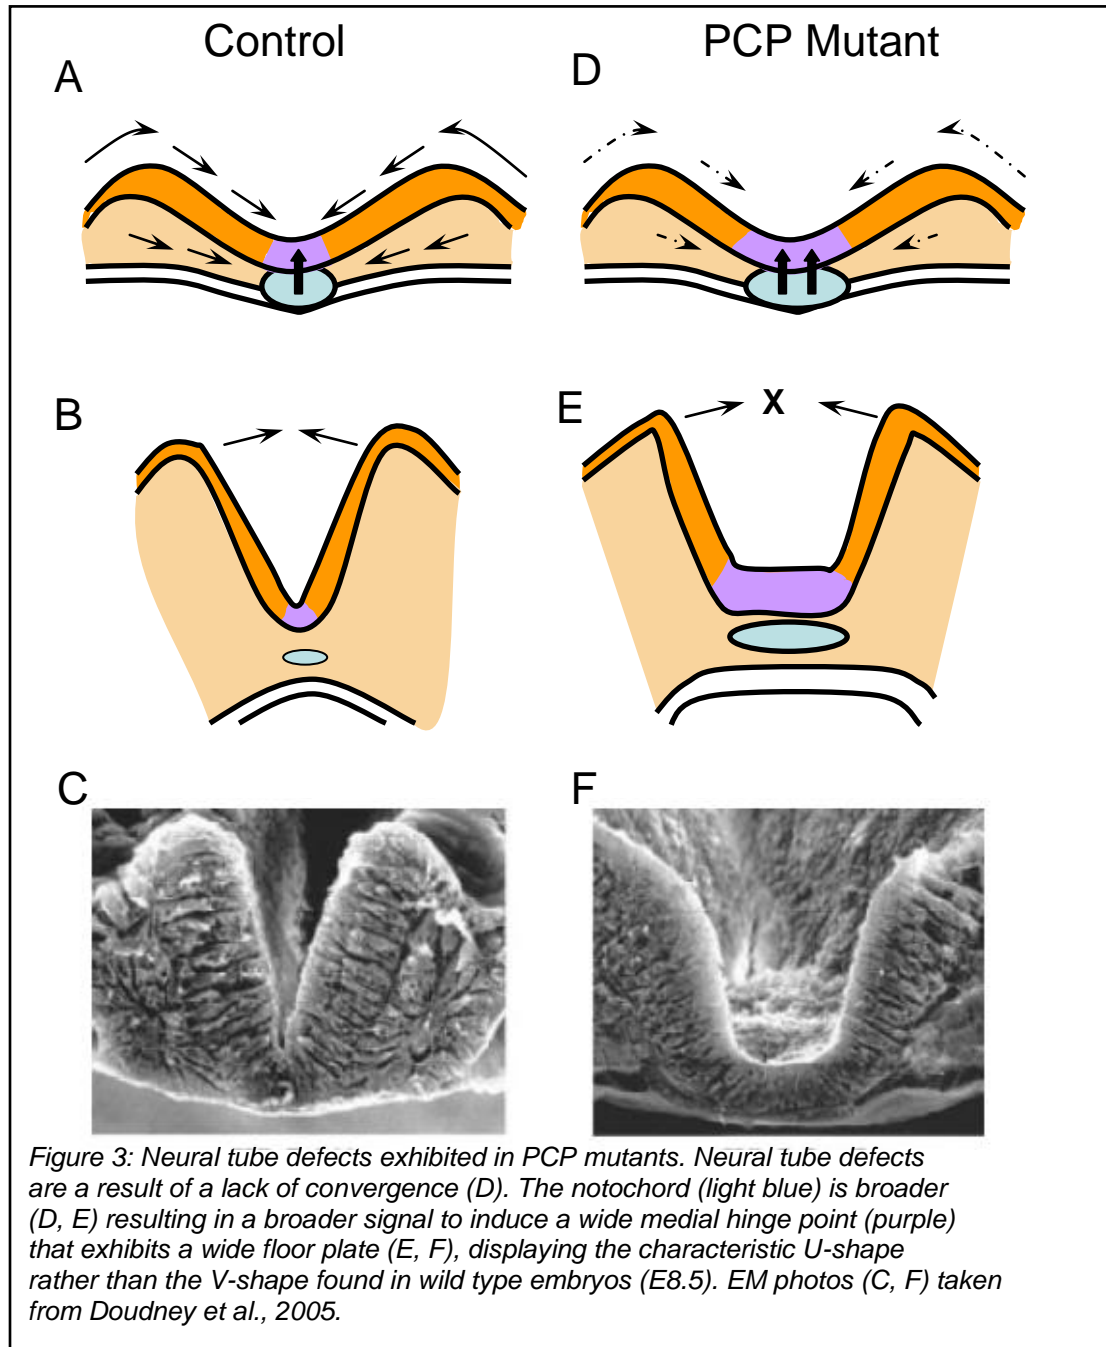 Control
PCP Mutant
A
D
B
E
X
C
F
Figure 3: Neural tube defects exhibited in PCP mutants. Neural tube defects
are a result of a lack of convergence (D). The notochord (light blue) is broader
(D, E) resulting in a broader signal to induce a wide medial hinge point (purple)
that exhibits a wide floor plate (E, F), displaying the characteristic U-shape
rather than the V-shape found in wild type embryos (E8.5). EM photos (C, F) taken
from Doudney et al., 2005.